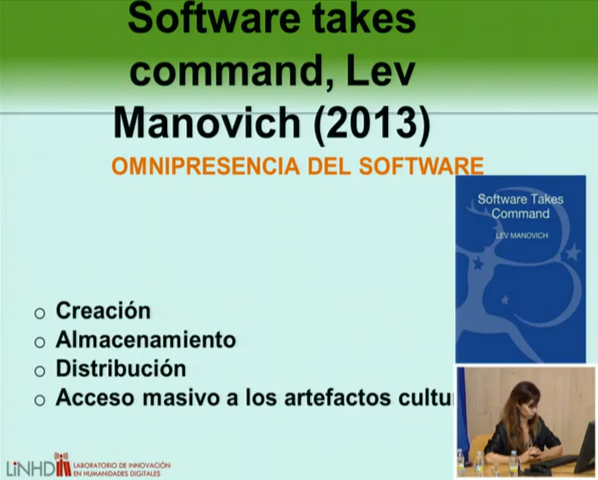 Software takes
command, Lev
Manovich (2013)
OMNIPRESENCIA DEL SOFTWARE
Software Takes
Command
LEV MANOVICH
Creación
Almacenamiento
Distribución
Acceso masivo a los artefactos cultu
LiNHD
LABORATORIO DE INNOVACIÓN
EN HUMANIDADES DIGITALES